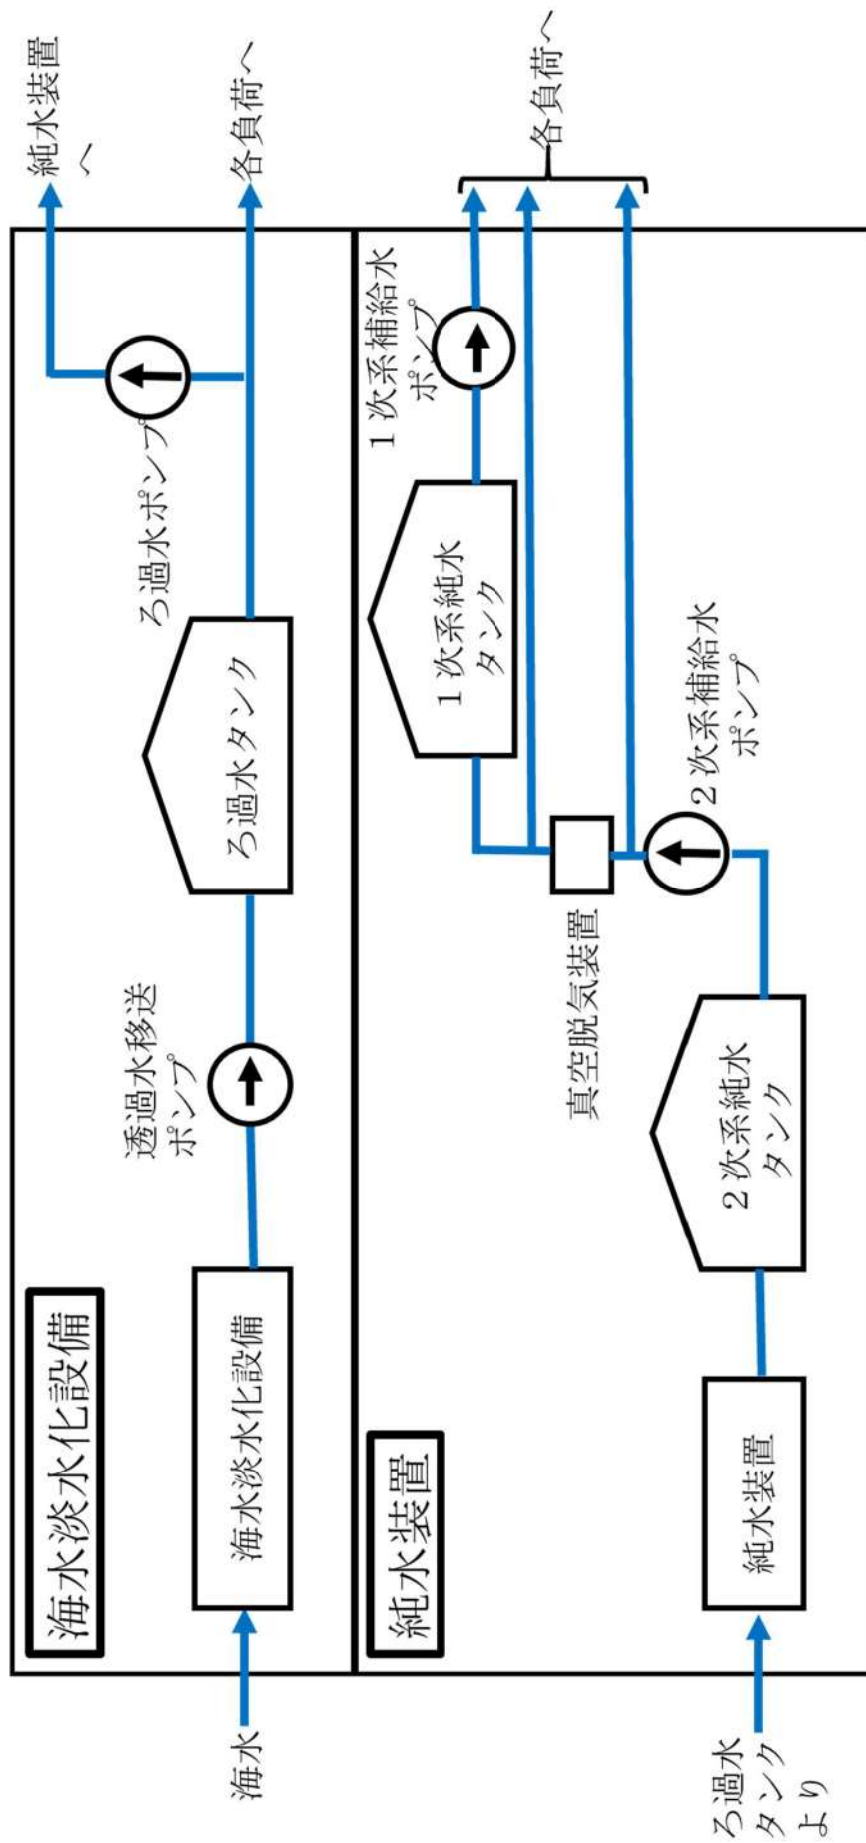 海水淡水化設備
海水
海水淡水化設備
透過水移送
ポンプ
ろ過水タンク
ろ過水ポンプ
純水装置
へ
各負荷へ
純水装置
ろ過水
タンク
より
純水装置
2次系純水
タンク
2次系補給水
ポンプ
真空脱気装置
1次系純水
タンク
1次系補給水
ポンプ
各負荷へ